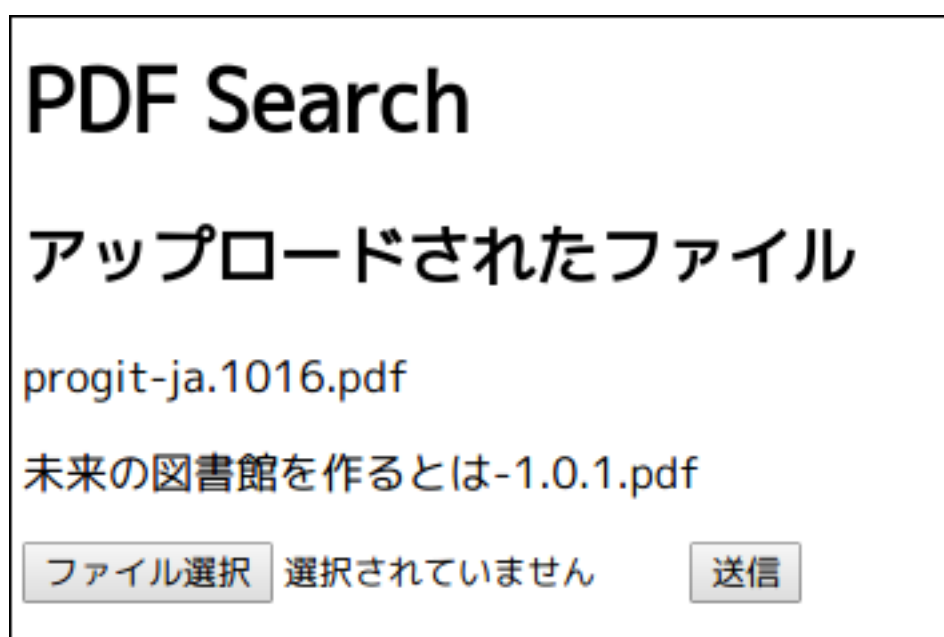 PDF Search
アップロードされたファイル
progit-ja.1016.pdf
未来の図書館を作るとは-1.0.1.pdf
ファイル選択 選択されていません 送信